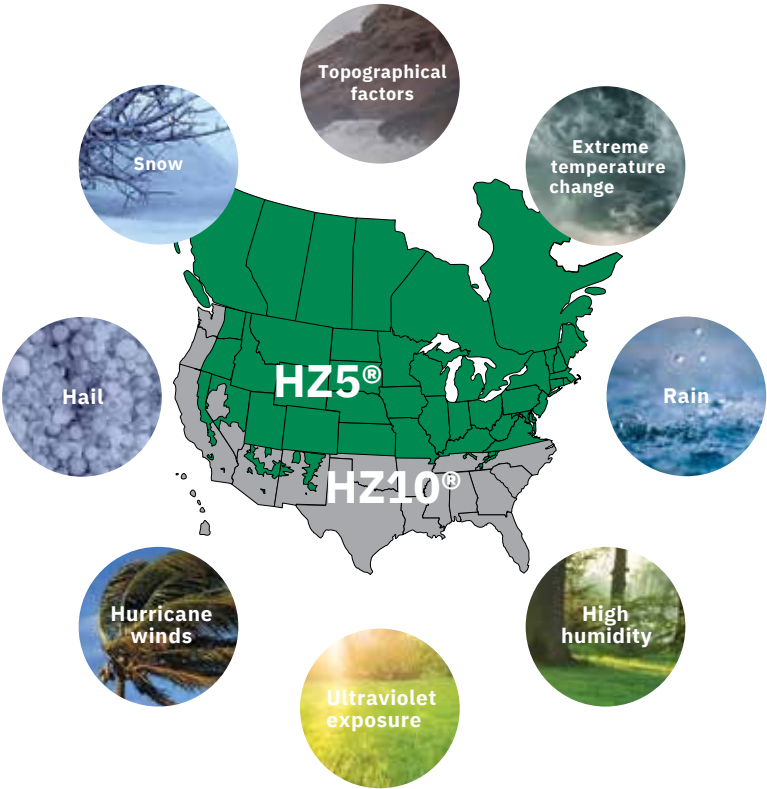 Topographical
factors
Snow
Extreme
temperature
change
HZ5®
Hail
Rain
HZ10®
Hurricane
winds
High
humidity
Ultraviolet
exposure